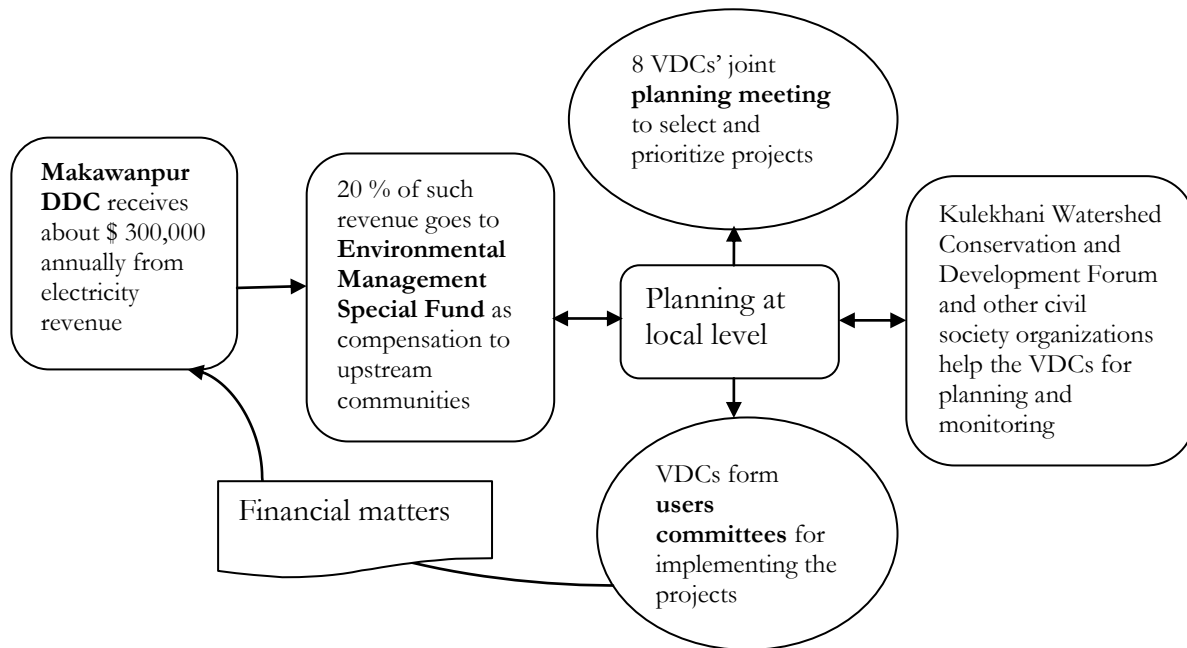 8 VDCs’ joint
planning meeting
to select and
prioritize projects
Makawanpur
DDC receives
about $ 300,000
annually from
electricity
revenue
20 % of such
revenue goes to
Environmental
Management
Special Fund as
compensation to
upstream
communities
Planning at
local level
Kulekhani Watershed
Conservation and
Development Forum
and other civil
society organizations
help the VDCs for
planning and
monitoring
Financial matters
VDCs form
users
committees for
implementing the
projects